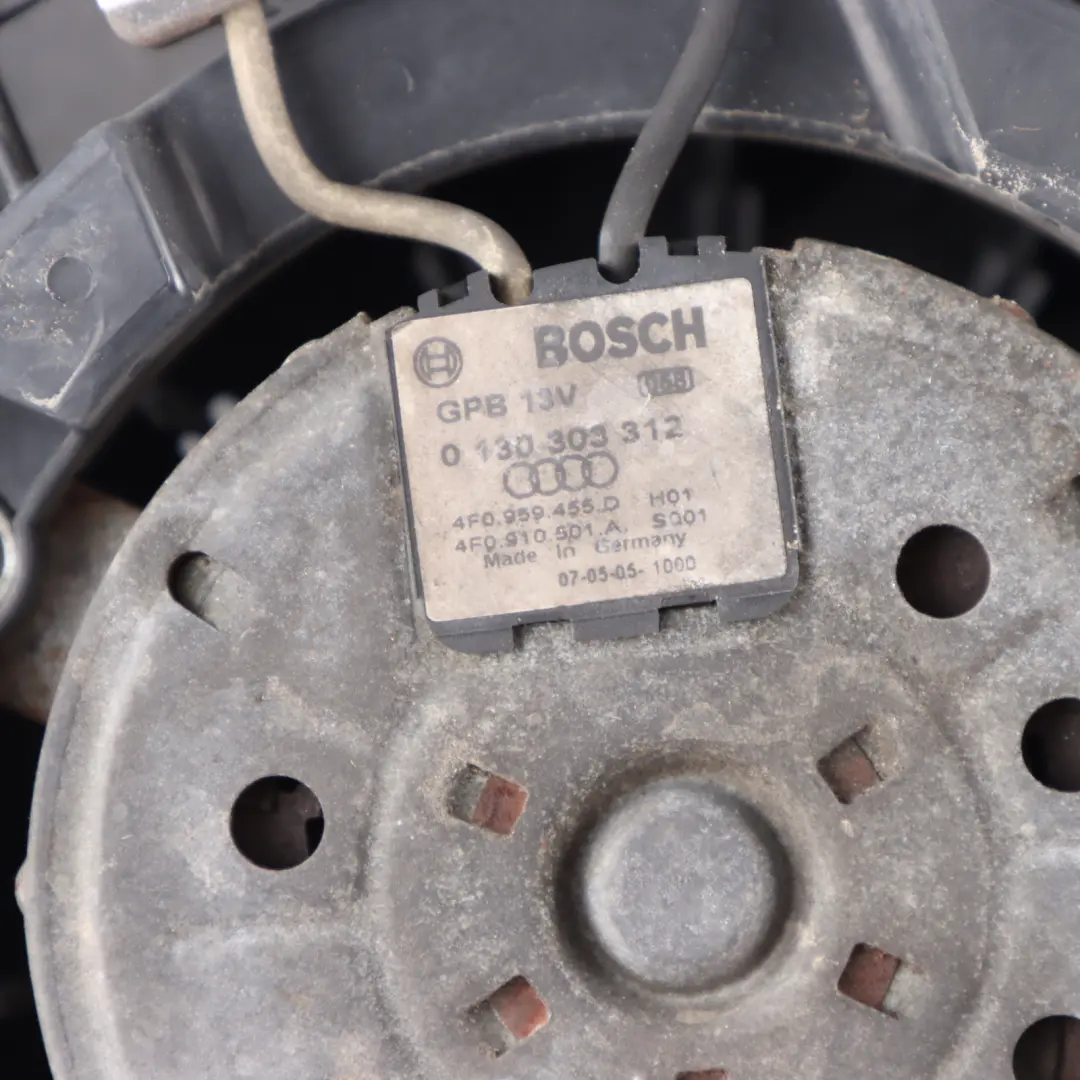 BOSCH
GPB 13V 058
0 130 303 312
4F0.959.455.D H01
4F0.910.501.A. S001
Made In Germany
07-05-05- 1000